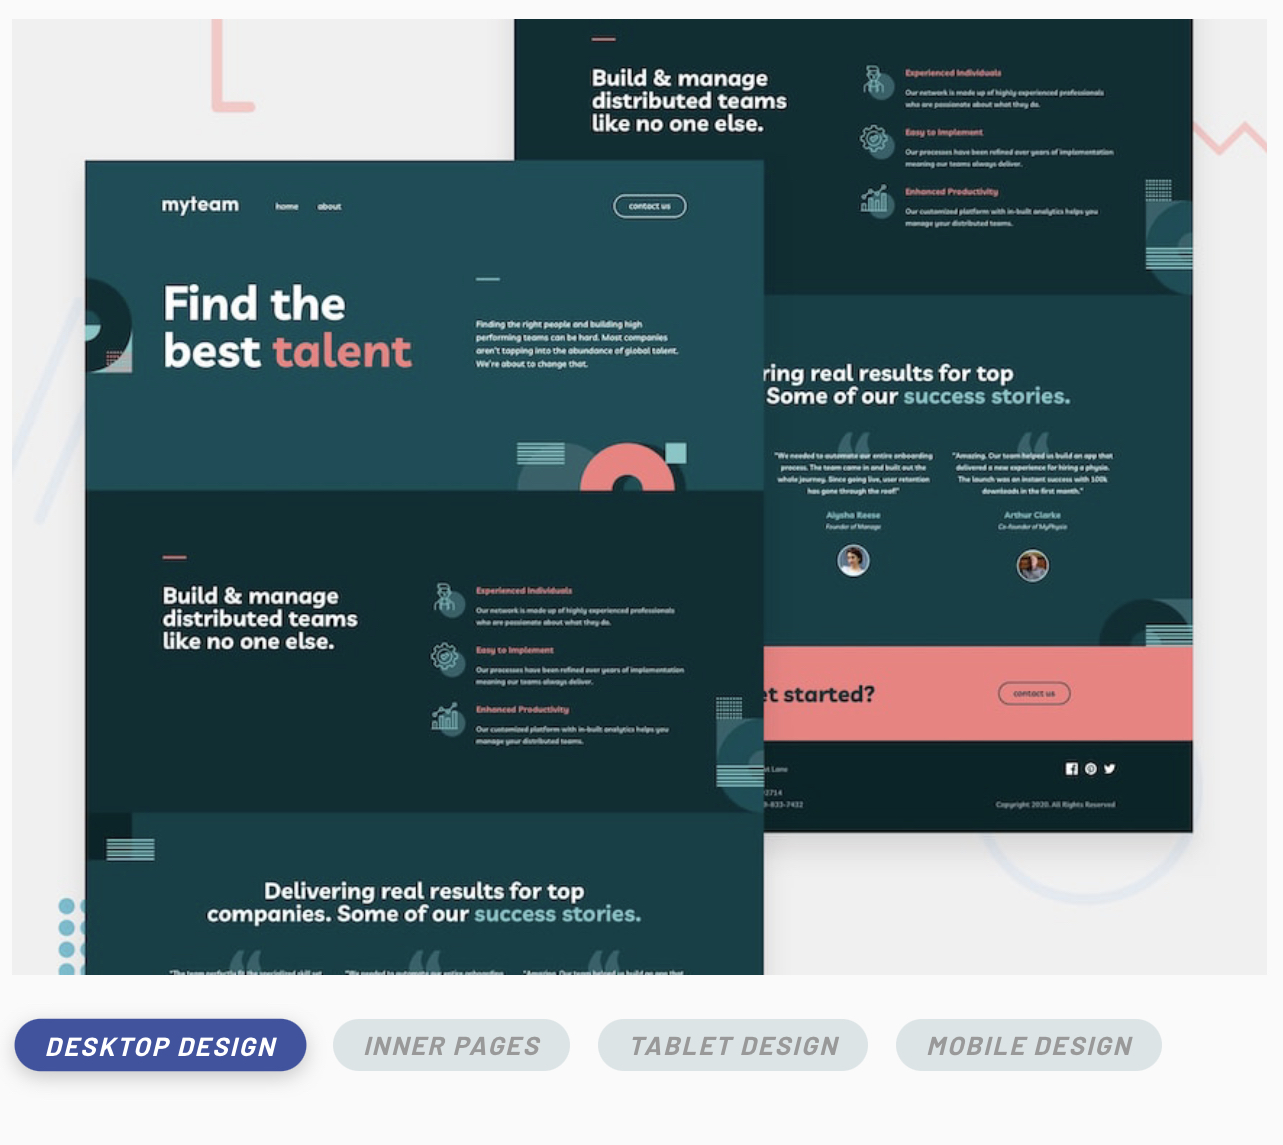 myteam
home
about
contact us
Find the
best talent
Finding the right people and building high
performing teams can be hard. Most companies
aren't tapping into the abundance of global talent.
We're about to change that.
Build & manage
distributed teams
like no one else.
Experienced Individuals
Our network is made up of highly experienced professionals
who are passionate about what they do.
Easy to Implement
Our processes have been refined over years of implementation
meaning our teams always deliver.
Enhanced Productivity
Our customized platform with in-built analytics helps you
manage your distributed teams.
Delivering real results for top
companies. Some of our success stories.
"The team perfectly fit the specialized skill set
"We needed to automate our entire onboarding
"Amazing. Our team helped us build an app that
Build & manage
distributed teams
like no one else.
Experienced Individuals
Our network is made up of highly experienced professionals
who are passionate about what they do.
Easy to Implement
Our processes have been refined over years of implementation
meaning our teams always deliver.
Enhanced Productivity
Our customized platform with in-built analytics helps you
manage your distributed teams.
ring real results for top
Some of our success stories.
"We needed to automate our entire onboarding
process. The team came in and built out the
whole journey. Since going live, user retention
has gone through the roof!"
Alysha Reese
Founder of Manage
"Amazing. Our team helped us build an app that
delivered a new experience for hiring a physio.
The launch was an instant success with 100k
downloads in the first month."
Arthur Clarke
Co-founder of MyPhysio
et started?
contact us
et Lane
2714
-833-7432
Copyright 2020. All Rights Reserved
DESKTOP DESIGN
INNER PAGES
TABLET DESIGN
MOBILE DESIGN